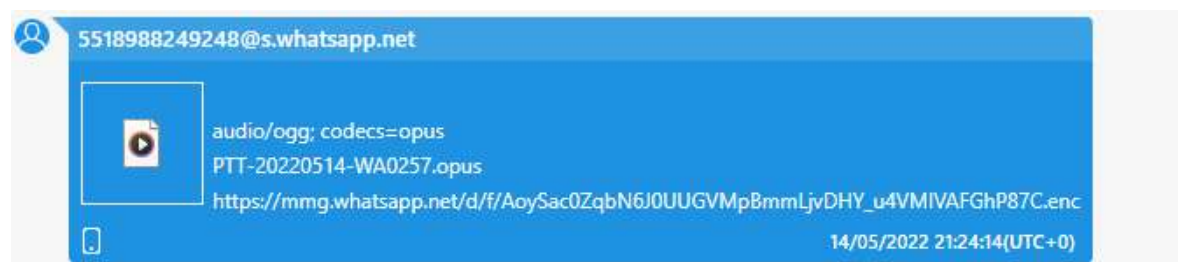 5518988249248@s.whatsapp.net
audio/ogg; codecs=opus
PTT-20220514-WA0257.opus
https://mmg.whatsapp.net/d/f/AoySac0ZqbN6J0UUGVMpBmmLjvDHY_u4VMIVAFGhP87C.enc
14/05/2022 21:24:14(UTC+0)